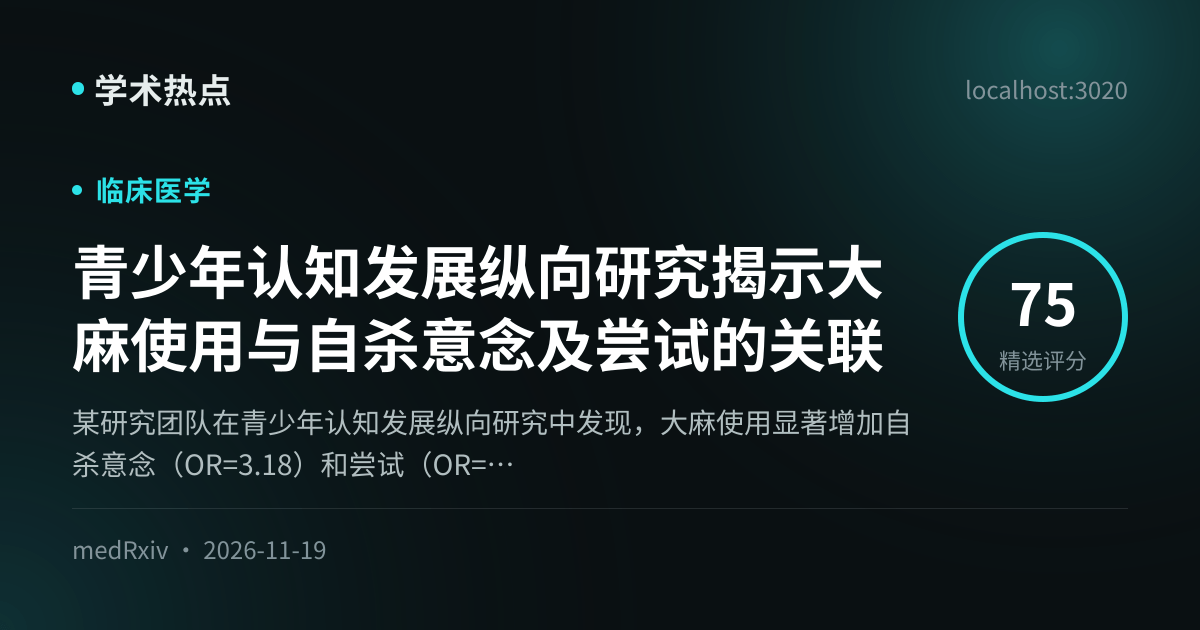 学术热点
localhost:3020
临床医学
青少年认知发展纵向研究揭示大
麻使用与自杀意念及尝试的关联
75
精选评分
某研究团队在青少年认知发展纵向研究中发现，大麻使用显著增加自
杀意念（OR=3.18）和尝试（OR=…
medRxiv · 2026-11-19